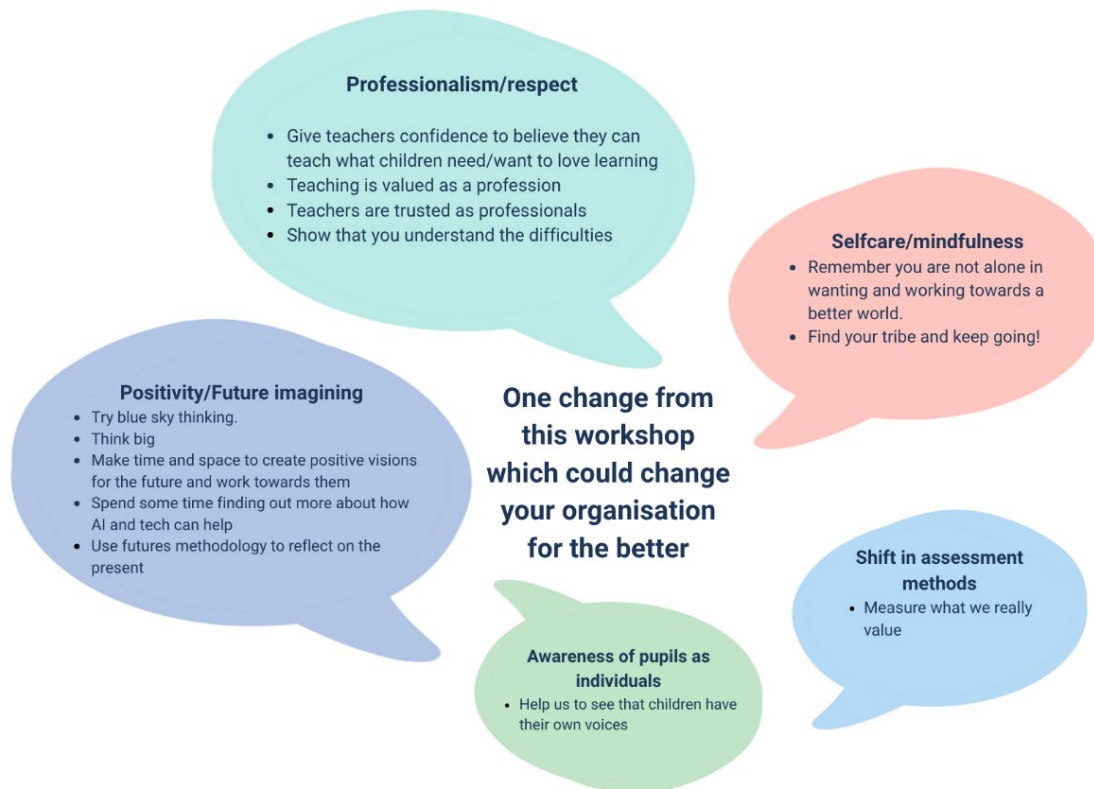 Professionalism/respect
• Give teachers confidence to believe they can
teach what children need/want to love learning
• Teaching is valued as a profession
• Teachers are trusted as professionals
• Show that you understand the difficulties
Selfcare/mindfulness
• Remember you are not alone in
wanting and working towards a
better world.
• Find your tribe and keep going!
Positivity/Future imagining
• Try blue sky thinking.
• Think big
• Make time and space to create positive visions
for the future and work towards them
• Spend some time finding out more about how
AI and tech can help
• Use futures methodology to reflect on the
present
One change from
this workshop
which could change
your organisation
for the better
Shift in assessment
methods
• Measure what we really
value
Awareness of pupils as
individuals
• Help us to see that children have
their own voices